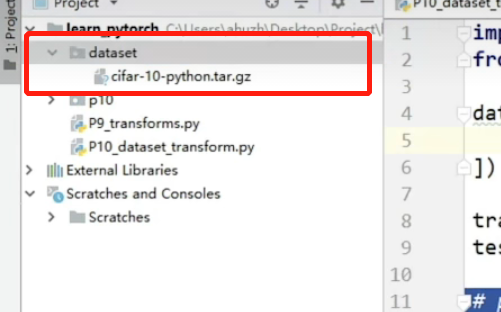 1: Project
Project
P10_dataset_t
learn_pytorch C:\Users\ahuzh\Desktop\Project\
dataset
cifar-10-python.tar.gz
p10
P9_transforms.py
P10_dataset_transform.py
External Libraries
Scratches and Consoles
Scratches
1 imp
2 fro
3
4 dat
5
6 ])
7
8 tra
9 tes
10
11 # p